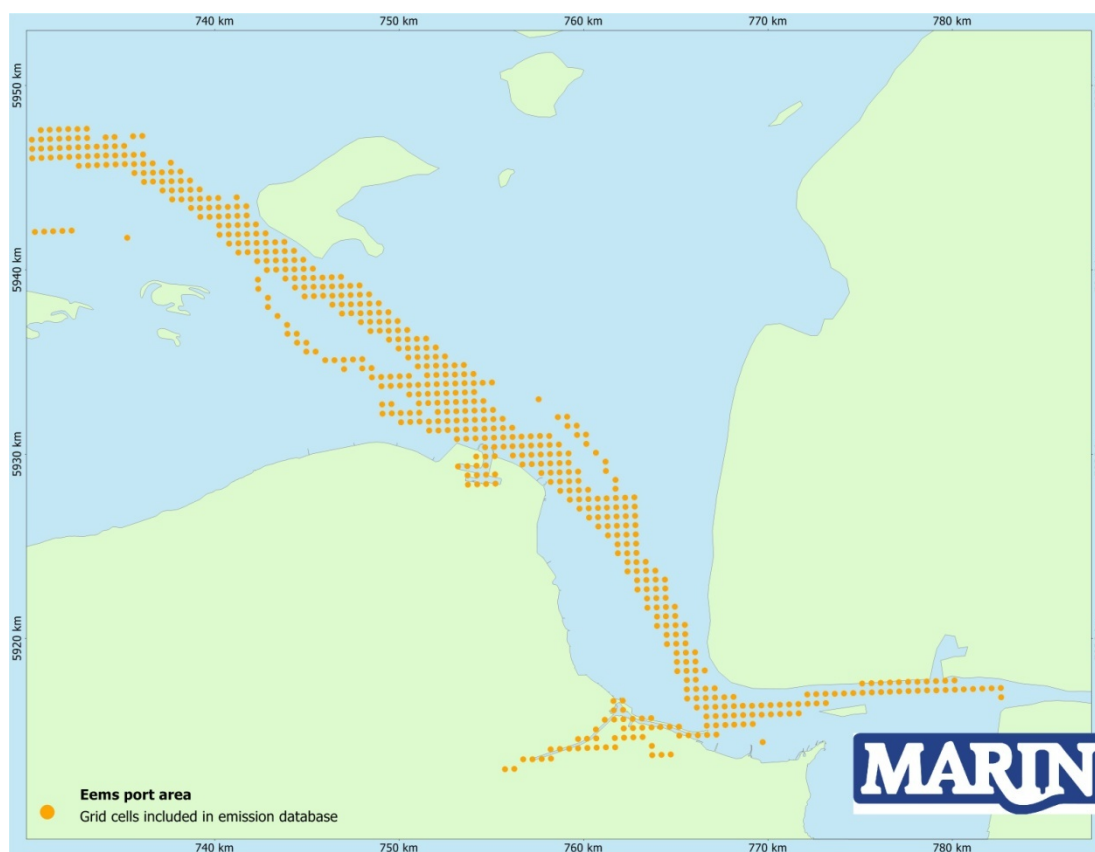 740 km 750 km 760 km 770 km 780 km
5950 km
5940 km
5930 km
5920 km
MARIN
Eems port area
Grid cells included in emission database
740 km 750 km 760 km 770 km 780 km